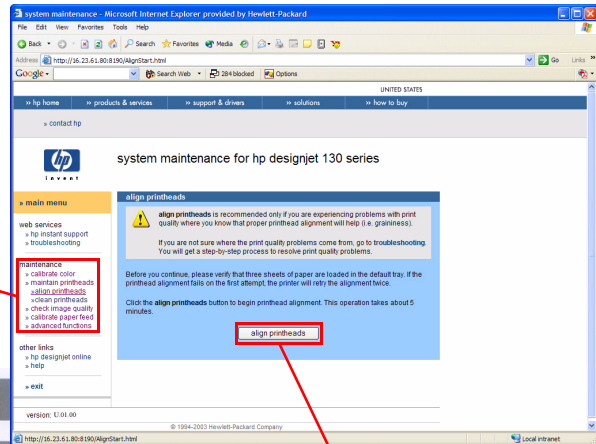 system maintenance - Microsoft Internet Explorer provided by Hewlett-Packard
File Edit View Favorites Tools Help
Back Search Favorites Media
Address http://16.23.61.80:8190/AlignStart.html Go Links »
Google Search Web 284 blocked Options
UNITED STATES
» hp home » products & services » support & drivers » solutions » how to buy
» contact hp
hp
invent
system maintenance for hp designjet 130 series
» main menu
web services
» hp instant support
» troubleshooting
maintenance
» calibrate color
» maintain printheads
»align printheads
»clean printheads
» check image quality
» calibrate paper feed
» advanced functions
other links
» hp designjet online
» help
» exit
version: U.01.00
align printheads
align printheads is recommended only if you are experiencing problems with print
quality where you know that proper printhead alignment will help (i.e. graininess).
If you are not sure where the print quality problems come from, go to troubleshooting.
You will get a step-by-step process to resolve print quality problems.
Before you continue, please verify that three sheets of paper are loaded in the default tray. If the
printhead alignment fails on the first attempt, the printer will retry the alignment twice.
Click the align printheads button to begin printhead alignment. This operation takes about 5
minutes.
align printheads
© 1994-2003 Hewlett-Packard Company
http://16.23.61.80:8190/AlignStart.html Local intranet